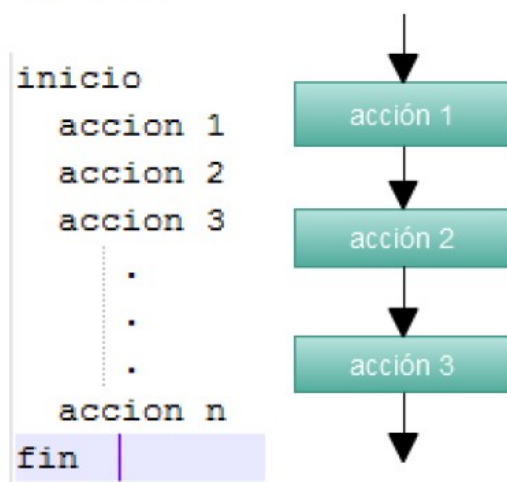 inicio
accion 1
accion 2
accion 3
.
.
.
accion n
fin
acción 1
acción 2
acción 3